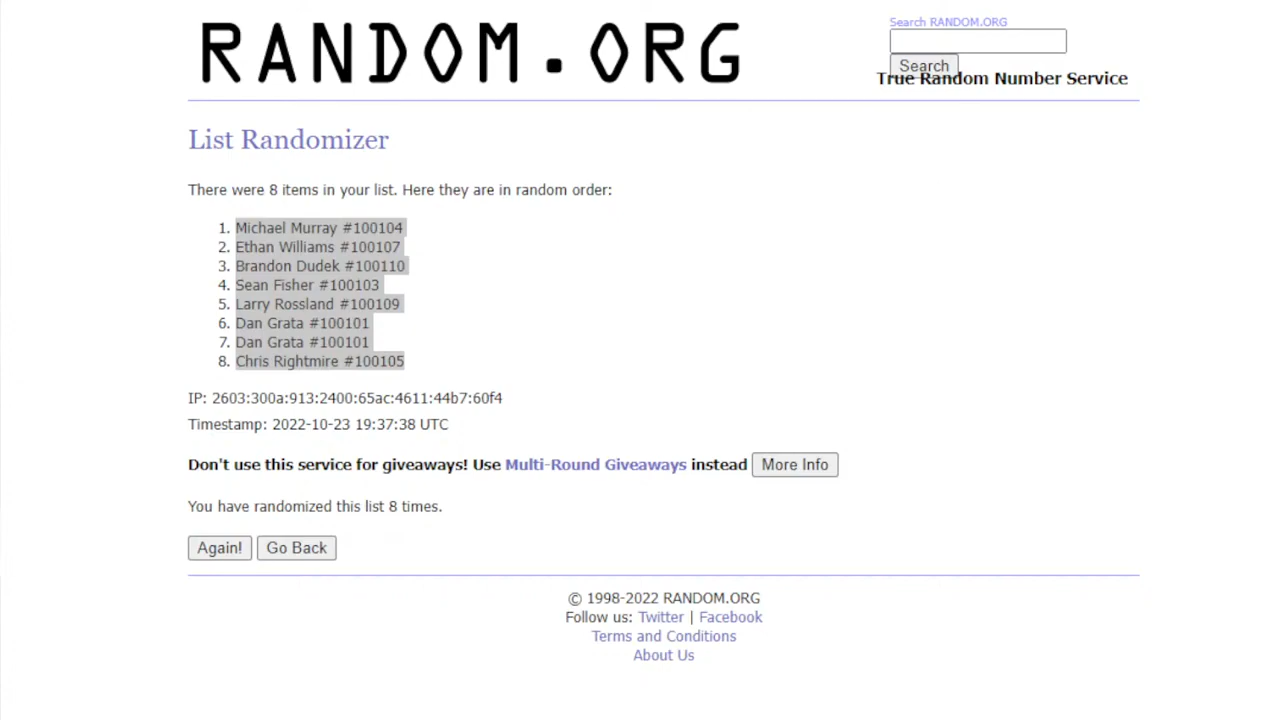 RANDOM.ORG
Search RANDOM.ORG
Search
True Random Number Service
List Randomizer
There were 8 items in your list. Here they are in random order:
1. Michael Murray #100104
2. Ethan Williams #100107
3. Brandon Dudek #100110
4. Sean Fisher #100103
5. Larry Rossland #100109
6. Dan Grata #100101
7. Dan Grata #100101
8. Chris Rightmire #100105
IP: 2603:300a:913:2400:65ac:4611:44b7:60f4
Timestamp: 2022-10-23 19:37:38 UTC
Don't use this service for giveaways! Use Multi-Round Giveaways instead More Info
You have randomized this list 8 times.
Again! Go Back
© 1998-2022 RANDOM.ORG
Follow us: Twitter | Facebook
Terms and Conditions
About Us